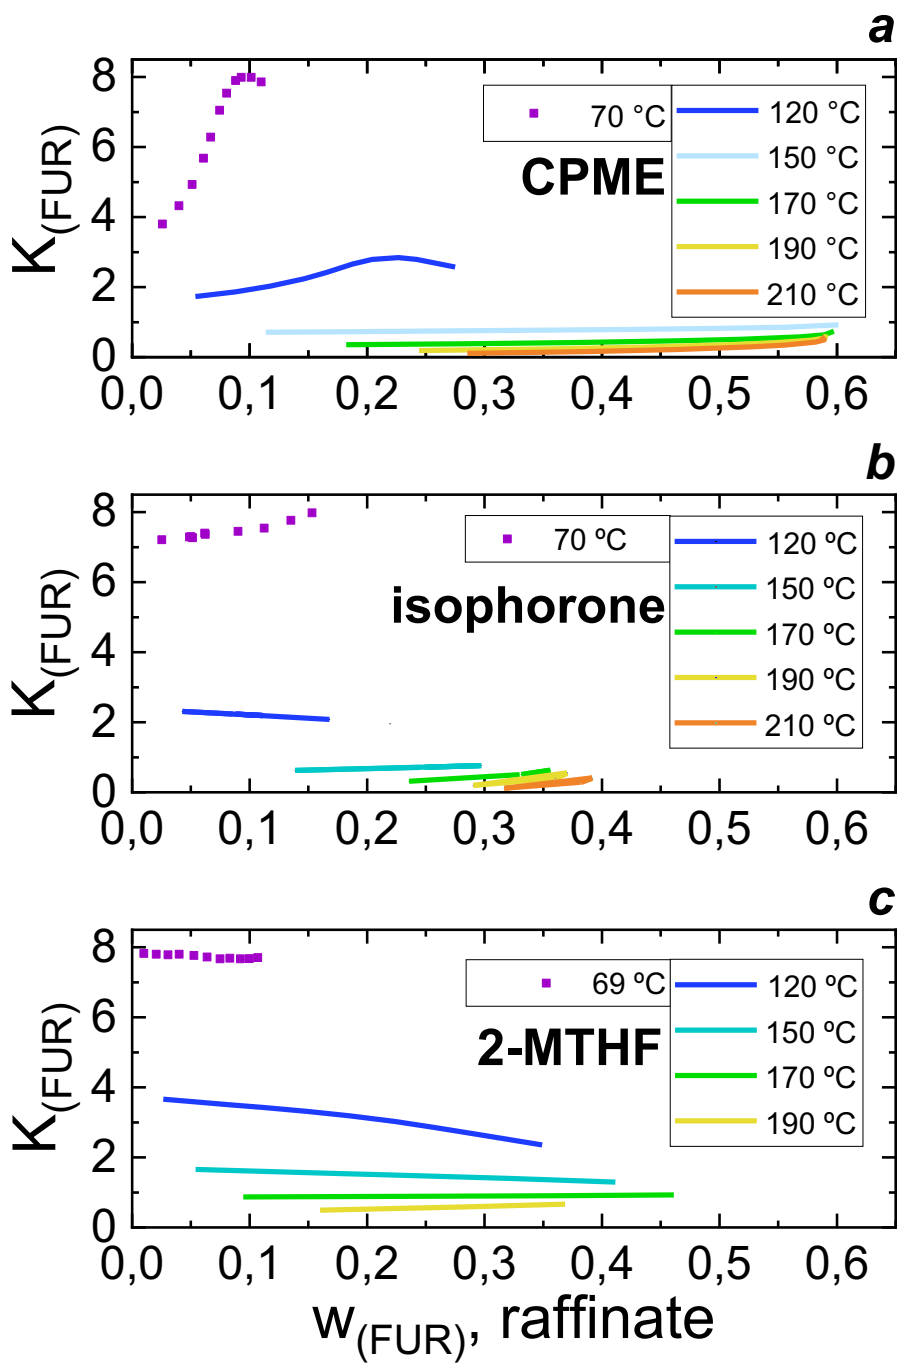 a
8
6
4
2
0
K(FUR)
70 °C
CPME
120 °C
150 °C
170 °C
190 °C
210 °C
0,0 0,1 0,2 0,3 0,4 0,5 0,6
b
8
6
4
2
0
K(FUR)
70 ºC
isophorone
120 ºC
150 ºC
170 ºC
190 ºC
210 ºC
0,0 0,1 0,2 0,3 0,4 0,5 0,6
c
8
6
4
2
0
K(FUR)
69 ºC
2-MTHF
120 ºC
150 ºC
170 ºC
190 ºC
0,0 0,1 0,2 0,3 0,4 0,5 0,6
w(FUR), raffinate